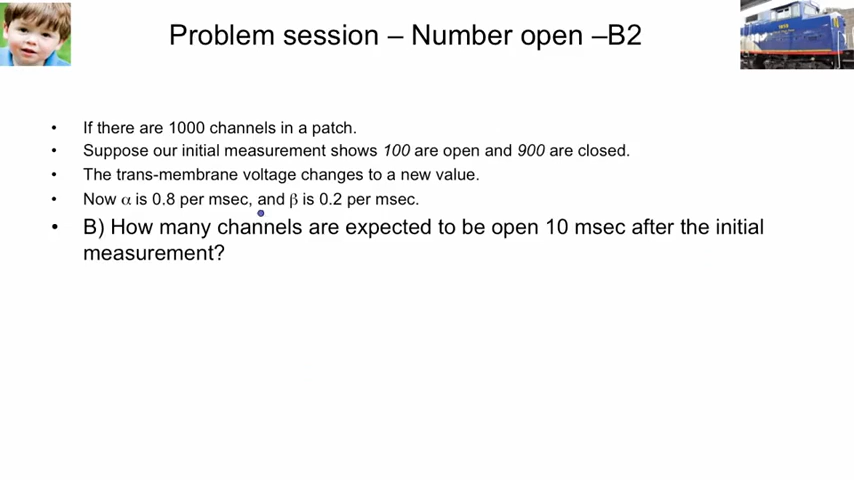 Problem session – Number open –B2
• If there are 1000 channels in a patch.
• Suppose our initial measurement shows 100 are open and 900 are closed.
• The trans-membrane voltage changes to a new value.
• Now α is 0.8 per msec, and β is 0.2 per msec.
• B) How many channels are expected to be open 10 msec after the initial
measurement?